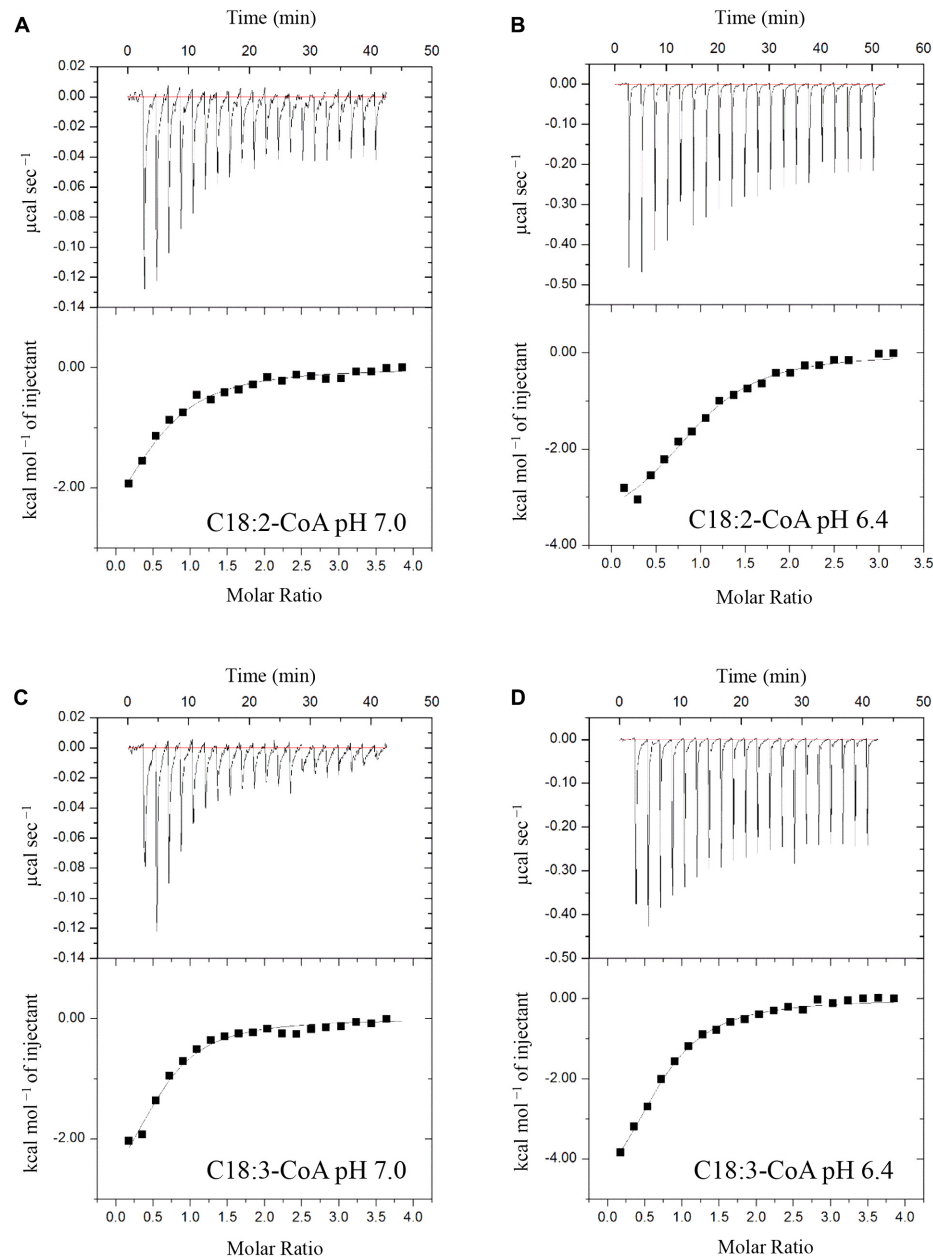 A
Time (min)
0 10 20 30 40 50
0.02
0.00
-0.02
-0.04
-0.06
-0.08
-0.10
-0.12
-0.14
µcal sec⁻¹
0.00
-2.00
kcal mol⁻¹ of injectant
C18:2-CoA pH 7.0
0.0 0.5 1.0 1.5 2.0 2.5 3.0 3.5 4.0
Molar Ratio
B
Time (min)
0 10 20 30 40 50 60
0.00
-0.10
-0.20
-0.30
-0.40
-0.50
µcal sec⁻¹
0.00
-2.00
-4.00
kcal mol⁻¹ of injectant
C18:2-CoA pH 6.4
0.0 0.5 1.0 1.5 2.0 2.5 3.0 3.5
Molar Ratio
C
Time (min)
0 10 20 30 40 50
0.02
0.00
-0.02
-0.04
-0.06
-0.08
-0.10
-0.12
-0.14
µcal sec⁻¹
0.00
-2.00
kcal mol⁻¹ of injectant
C18:3-CoA pH 7.0
0.0 0.5 1.0 1.5 2.0 2.5 3.0 3.5 4.0
Molar Ratio
D
Time (min)
0 10 20 30 40 50
0.00
-0.10
-0.20
-0.30
-0.40
-0.50
µcal sec⁻¹
0.00
-2.00
-4.00
kcal mol⁻¹ of injectant
C18:3-CoA pH 6.4
0.0 0.5 1.0 1.5 2.0 2.5 3.0 3.5 4.0
Molar Ratio